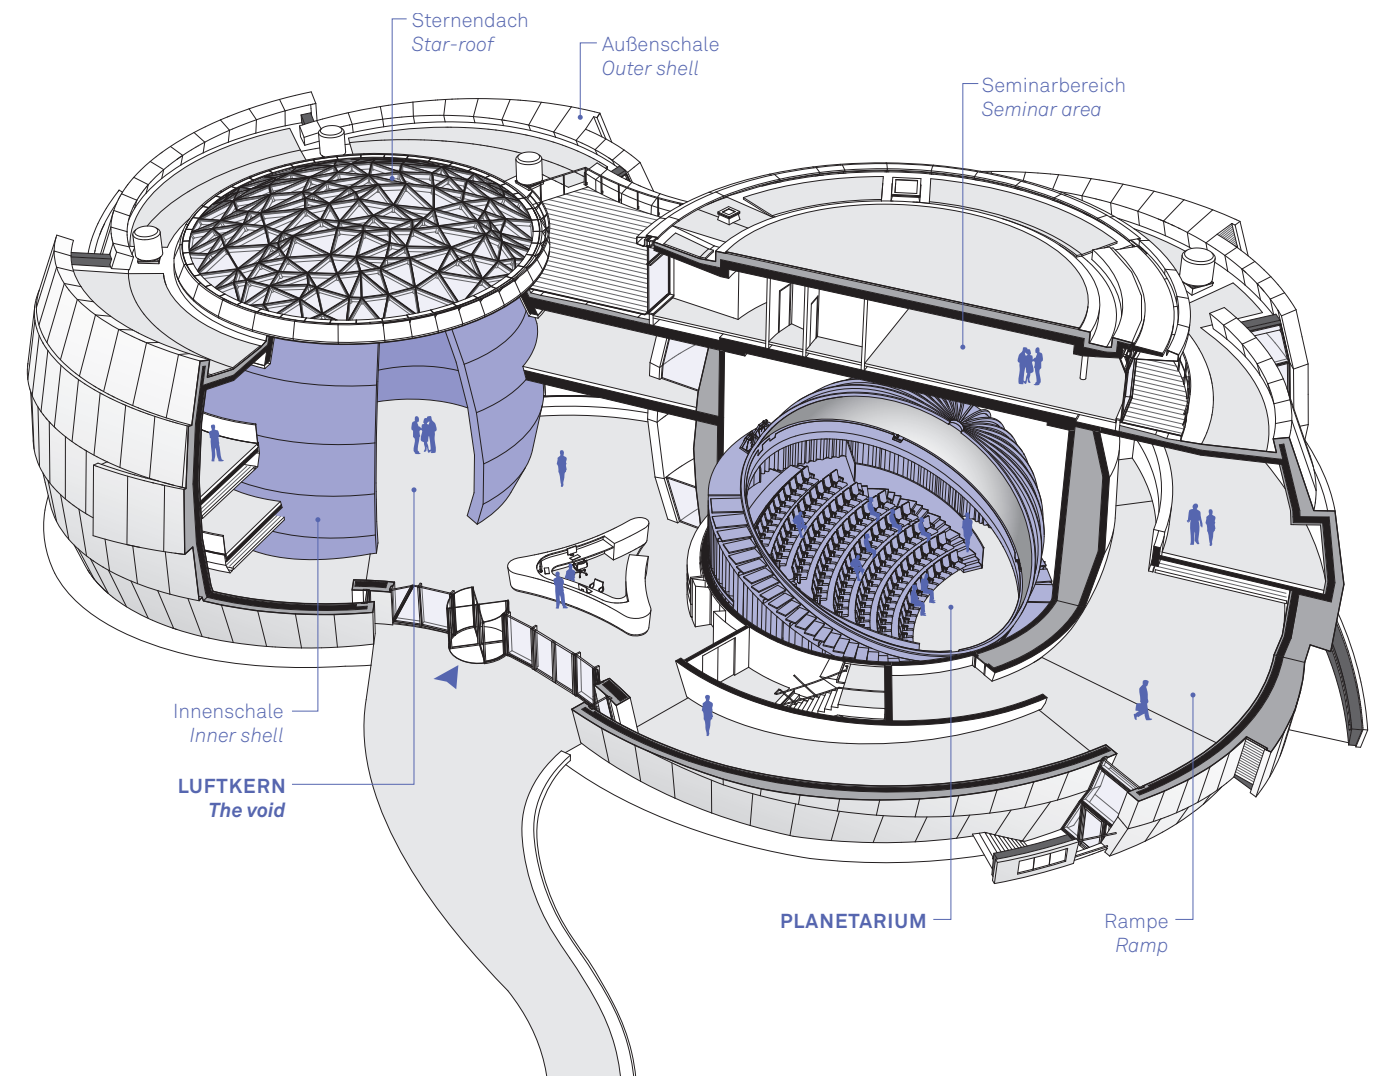 Sternendach
Star-roof
Außenschale
Outer shell
Seminarbereich
Seminar area
Innenschale
Inner shell
LUFTKERN
The void
PLANETARIUM
Rampe
Ramp